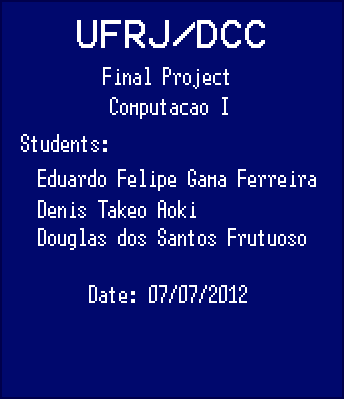 UFRJ/DCC
Final Project
Computacao I
Students:
Eduardo Felipe Gama Ferreira
Denis Takeo Aoki
Douglas dos Santos Frutuoso
Date: 07/07/2012